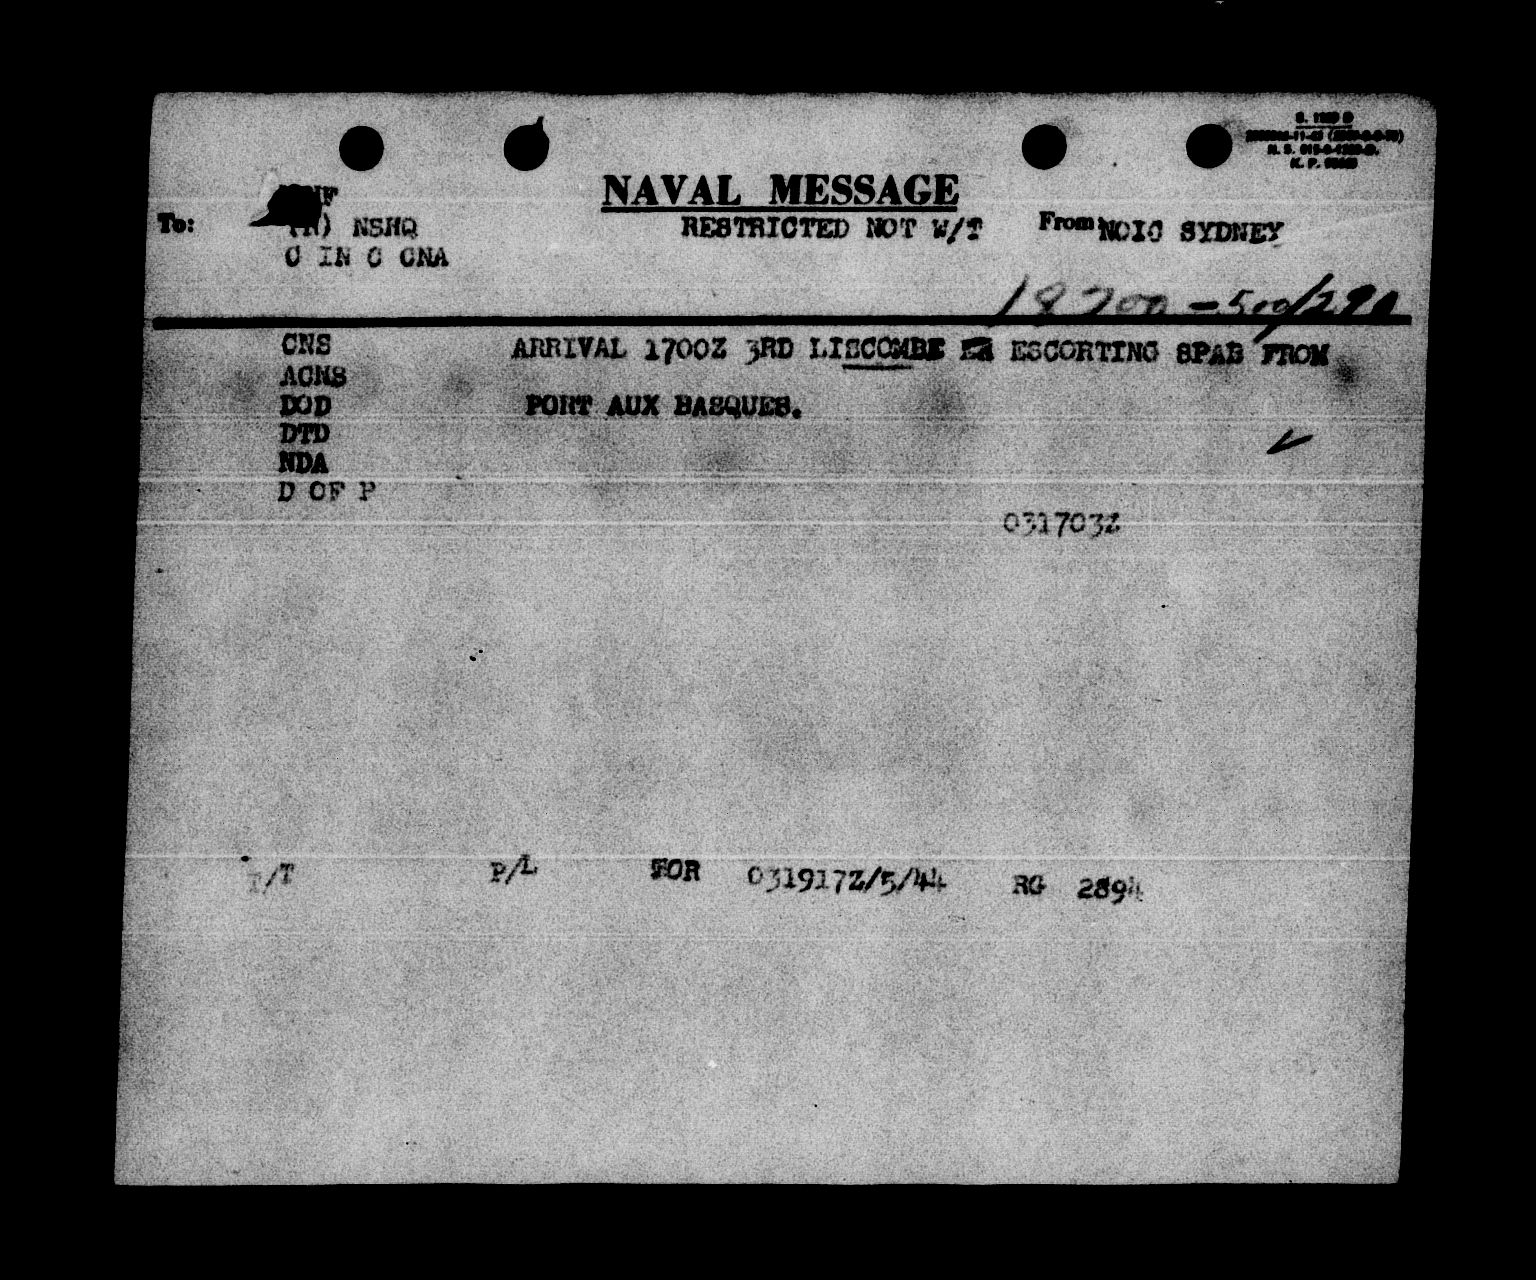 NAVAL MESSAGE
To:
(R) NSHQ
C IN C CNA
RESTRICTED NOT W/T
From: NOIC SYDNEY
CNS
ACNS
DOD
DTD
NDA
D OF P
ARRIVAL 1700Z 3RD LISCOMBE ESCORTING SPAB FROM
PORT AUX BASQUES.
031703Z
T/T P/L TOR 031917Z/5/44 RG 2894